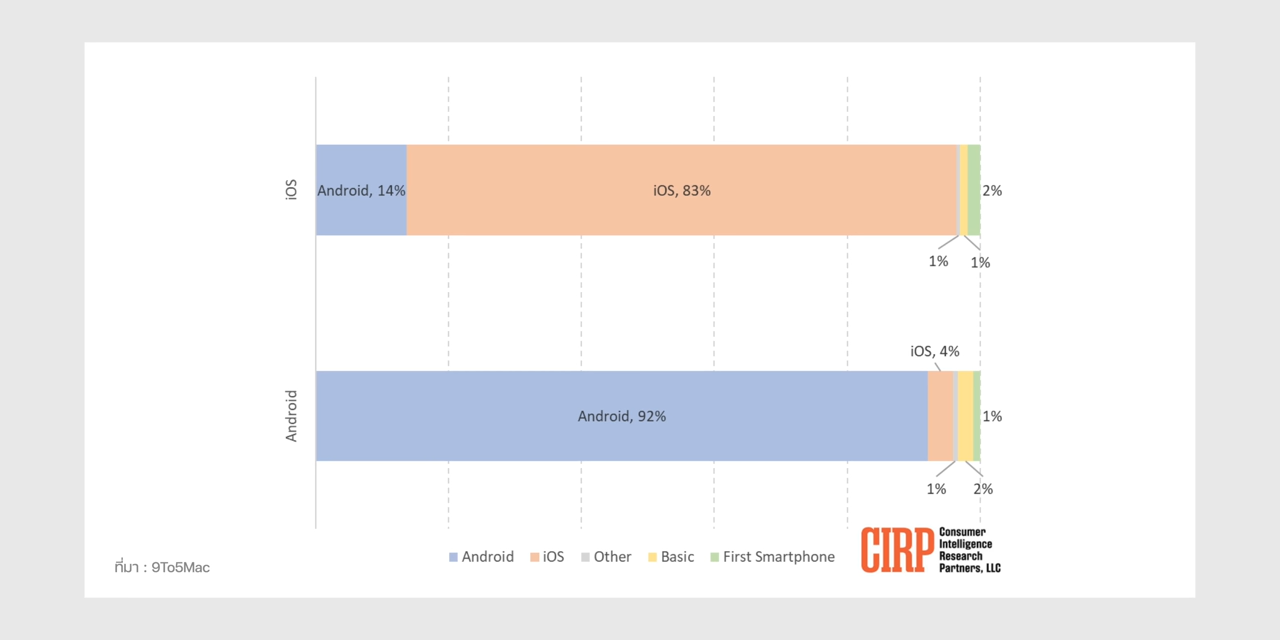 iOS
Android, 14%
iOS, 83%
2%
1%
1%
iOS, 4%
Android
Android, 92%
1%
1%
2%
Android
iOS
Other
Basic
First Smartphone
CIRP
Consumer
Intelligence
Research
Partners, LLC
ที่มา : 9To5Mac